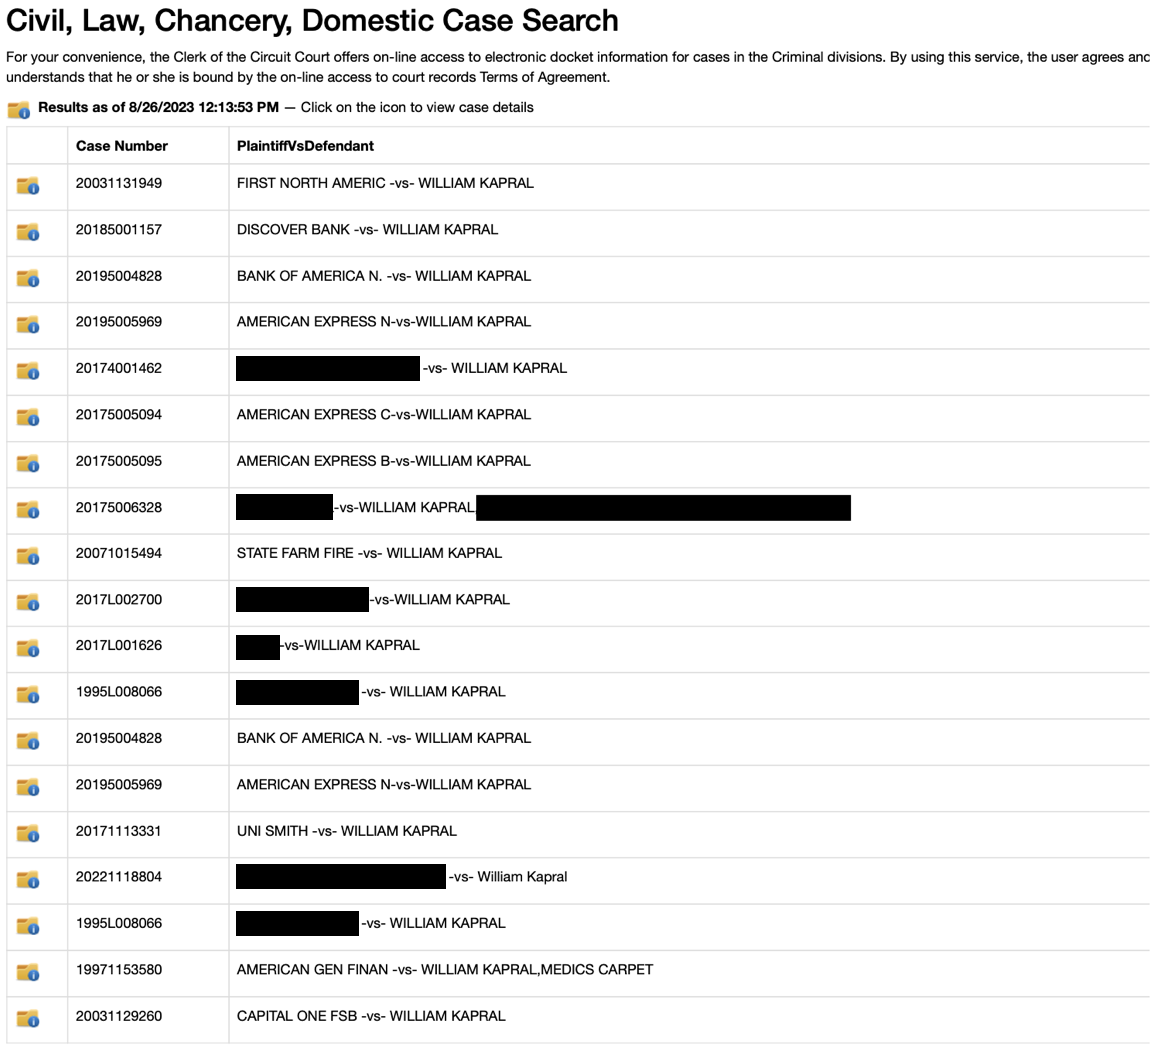 Civil, Law, Chancery, Domestic Case Search
For your convenience, the Clerk of the Circuit Court offers on-line access to electronic docket information for cases in the Criminal divisions. By using this service, the user agrees and
understands that he or she is bound by the on-line access to court records Terms of Agreement.
Results as of 8/26/2023 12:13:53 PM — Click on the icon to view case details
Case Number PlaintiffVsDefendant
20031131949 FIRST NORTH AMERIC -vs- WILLIAM KAPRAL
20185001157 DISCOVER BANK -vs- WILLIAM KAPRAL
20195004828 BANK OF AMERICA N. -vs- WILLIAM KAPRAL
20195005969 AMERICAN EXPRESS N-vs-WILLIAM KAPRAL
20174001462 -vs- WILLIAM KAPRAL
20175005094 AMERICAN EXPRESS C-vs-WILLIAM KAPRAL
20175005095 AMERICAN EXPRESS B-vs-WILLIAM KAPRAL
20175006328 -vs-WILLIAM KAPRAL,
20071015494 STATE FARM FIRE -vs- WILLIAM KAPRAL
2017L002700 -vs-WILLIAM KAPRAL
2017L001626 -vs-WILLIAM KAPRAL
1995L008066 -vs- WILLIAM KAPRAL
20195004828 BANK OF AMERICA N. -vs- WILLIAM KAPRAL
20195005969 AMERICAN EXPRESS N-vs-WILLIAM KAPRAL
20171113331 UNI SMITH -vs- WILLIAM KAPRAL
20221118804 -vs- William Kapral
1995L008066 -vs- WILLIAM KAPRAL
19971153580 AMERICAN GEN FINAN -vs- WILLIAM KAPRAL,MEDICS CARPET
20031129260 CAPITAL ONE FSB -vs- WILLIAM KAPRAL